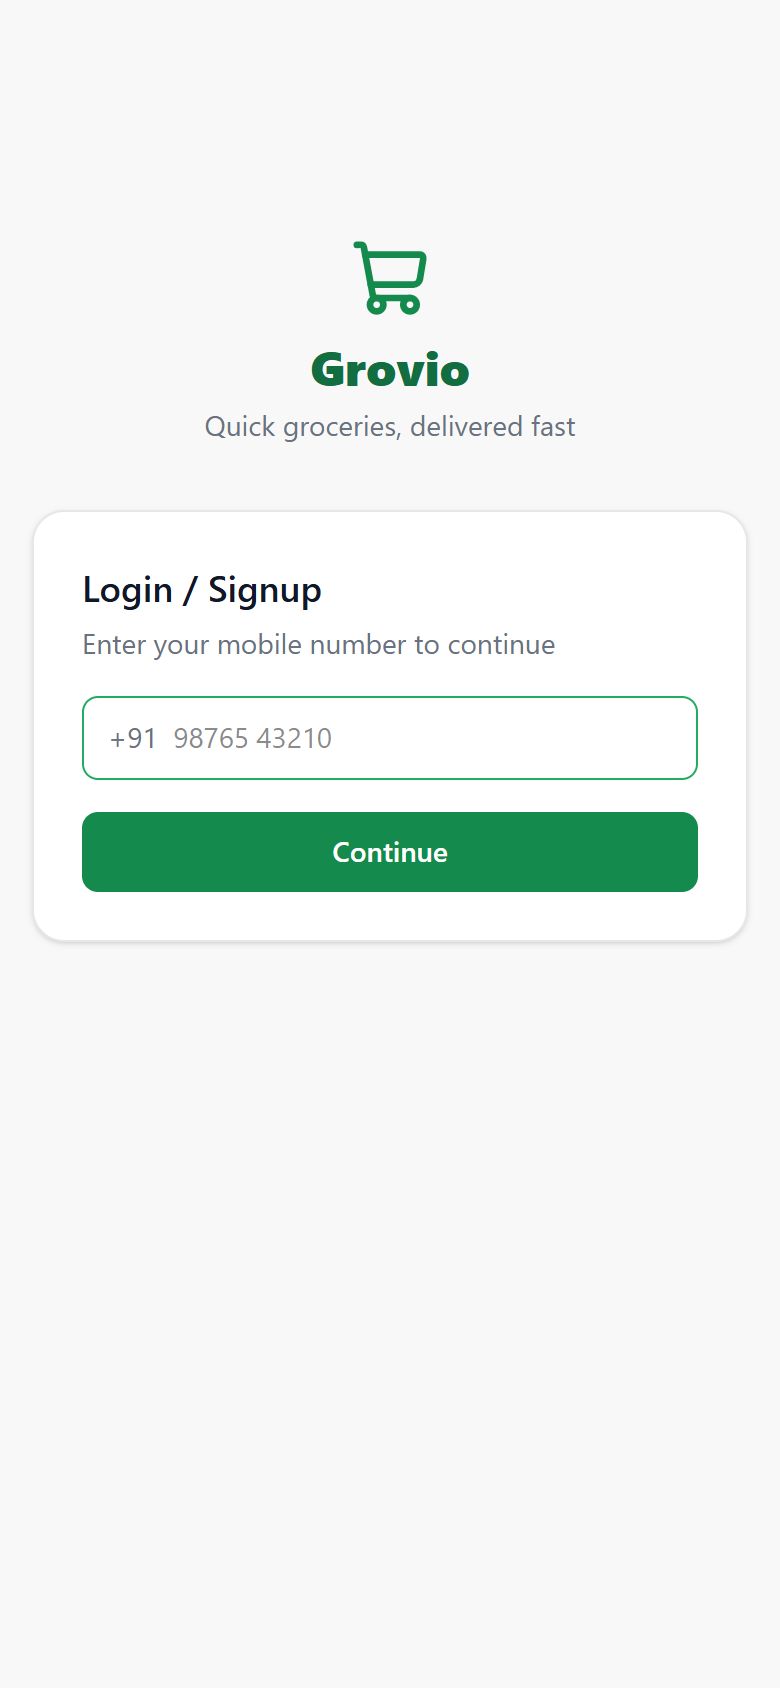 Grovio
Quick groceries, delivered fast
Login / Signup
Enter your mobile number to continue
+91 98765 43210
Continue